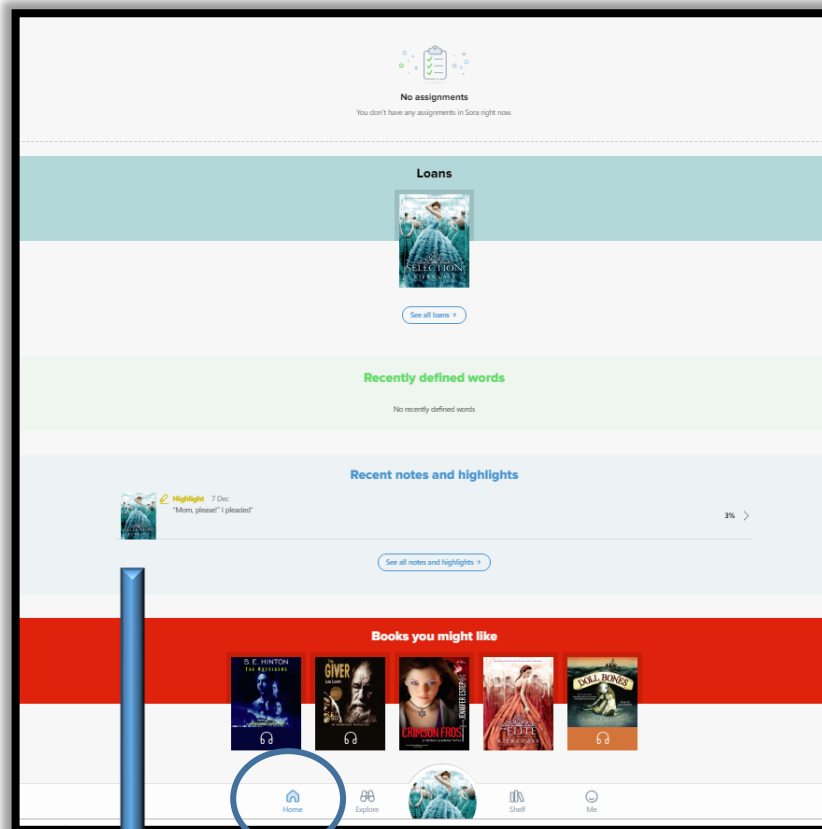 No assignments
You don't have any assignments in Sora right now.
Loans
SELECTION
KIERA CASS
See all loans →
Recently defined words
No recently defined words
Recent notes and highlights
Highlight 7 Dec
"Mom, please!" I pleaded"
3%
See all notes and highlights →
Books you might like
S. E. HINTON
THE OUTSIDERS
The
GIVER
Lois Lowry
CRIMSON FROST
JENNIFER ESTEP
ELITE
KIERA CASS
DOLL BONES
Home
Explore
Shelf
Me